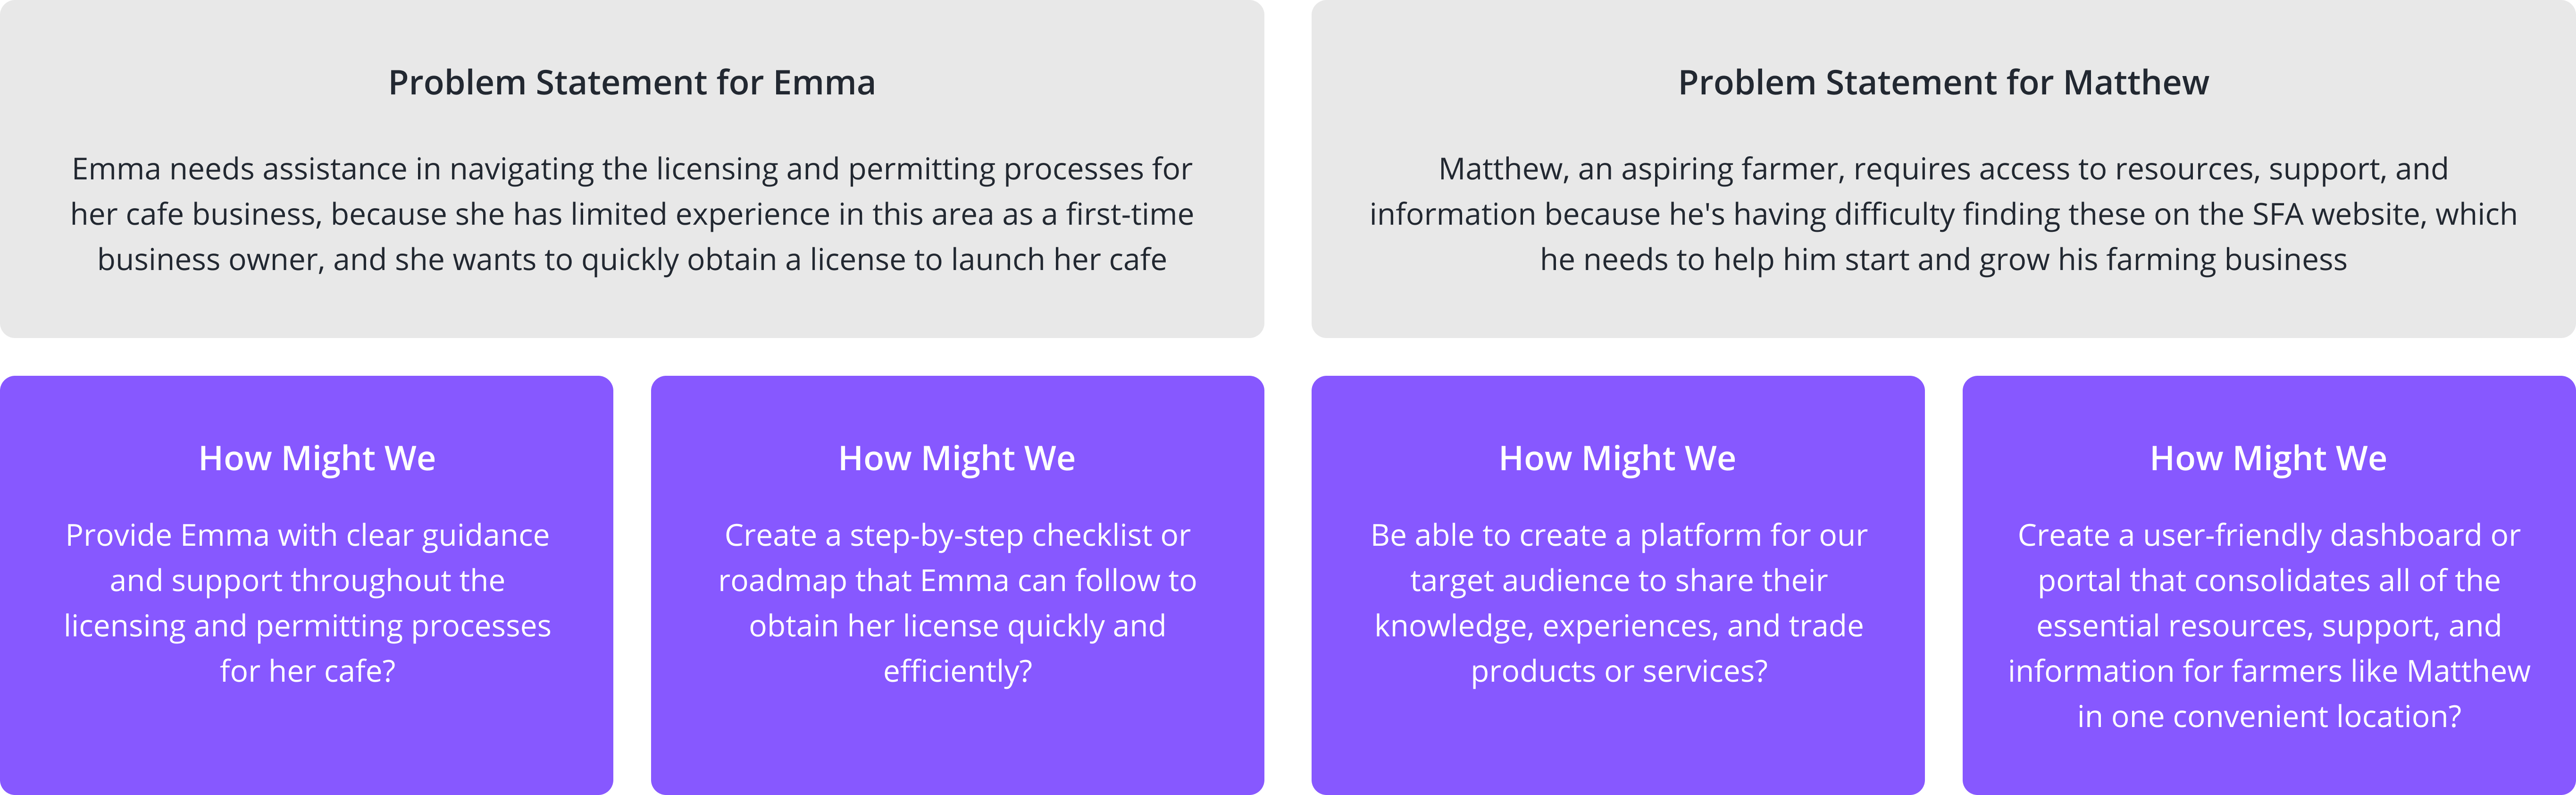 Problem Statement for Emma
Emma needs assistance in navigating the licensing and permitting processes for
her cafe business, because she has limited experience in this area as a first-time
business owner, and she wants to quickly obtain a license to launch her cafe
Problem Statement for Matthew
Matthew, an aspiring farmer, requires access to resources, support, and
information because he's having difficulty finding these on the SFA website, which
he needs to help him start and grow his farming business
How Might We
Provide Emma with clear guidance
and support throughout the
licensing and permitting processes
for her cafe?
How Might We
Create a step-by-step checklist or
roadmap that Emma can follow to
obtain her license quickly and
efficiently?
How Might We
Be able to create a platform for our
target audience to share their
knowledge, experiences, and trade
products or services?
How Might We
Create a user-friendly dashboard or
portal that consolidates all of the
essential resources, support, and
information for farmers like Matthew
in one convenient location?